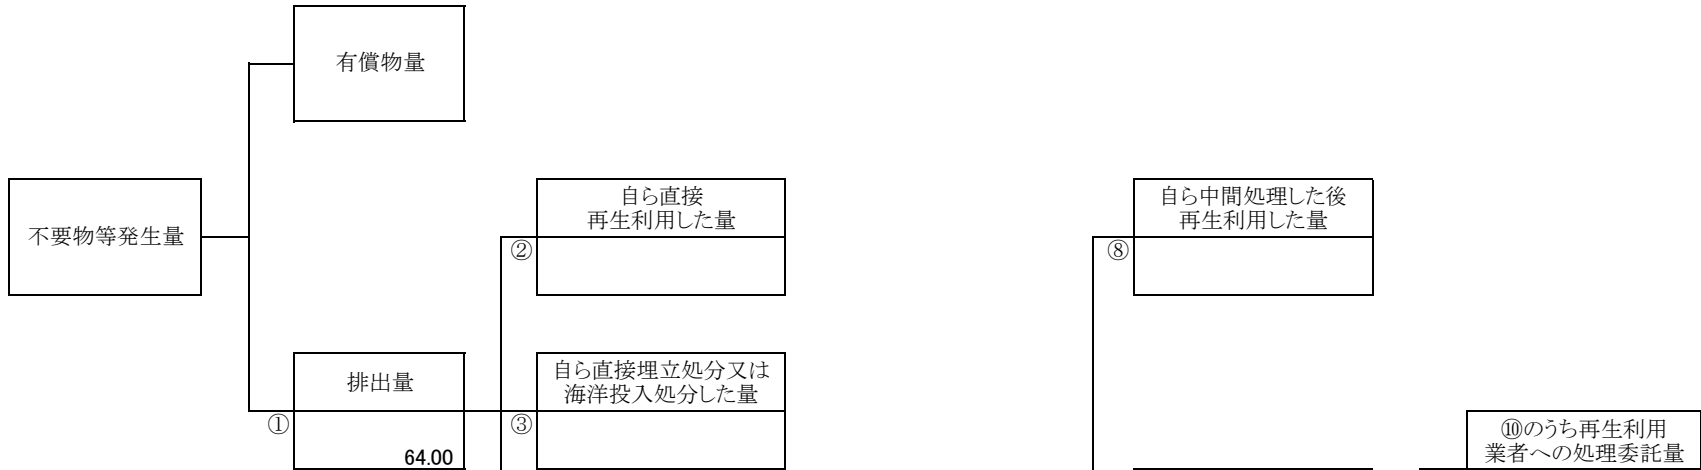 有償物量
不要物等発生量
自ら直接
再生利用した量
②
自ら中間処理した後
再生利用した量
⑧
排出量
①
64.00
自ら直接埋立処分又は
海洋投入処分した量
③
⑩のうち再生利用
業者への処理委託量